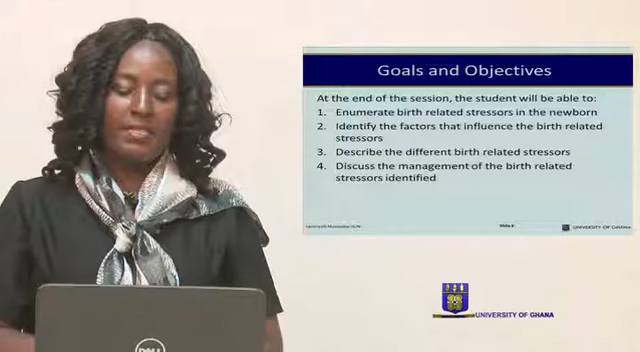 Goals and Objectives
At the end of the session, the student will be able to:
1. Enumerate birth related stressors in the newborn
2. Identify the factors that influence the birth related
stressors
3. Describe the different birth related stressors
4. Discuss the management of the birth related
stressors identified
UNIVERSITY OF GHANA
UNIVERSITY OF GHANA
DELL